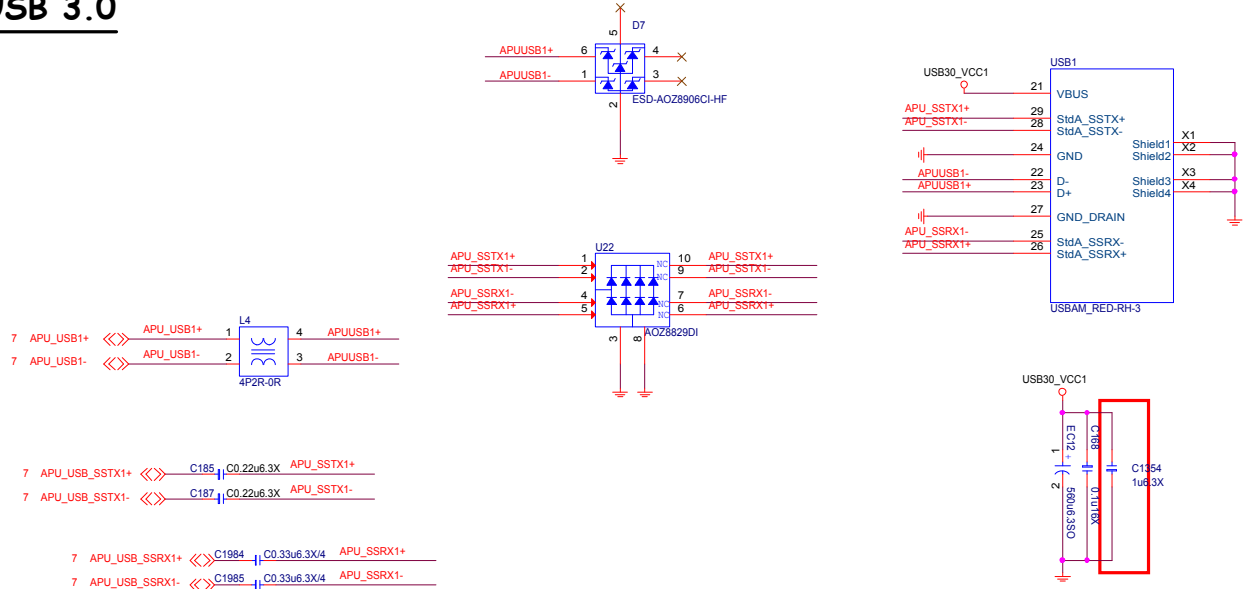 USB 3.0
D7
5
APUUSB1+ 6 4
APUUSB1- 1 3
2
ESD-AOZ8906CI-HF
USB1
USB30_VCC1
21 VBUS
APU_SSTX1+ 29 StdA_SSTX+
APU_SSTX1- 28 StdA_SSTX-
24 GND
APUUSB1- 22 D-
APUUSB1+ 23 D+
27 GND_DRAIN
APU_SSRX1- 25 StdA_SSRX-
APU_SSRX1+ 26 StdA_SSRX+
Shield1 X1
Shield2 X2
Shield3 X3
Shield4 X4
USBAM_RED-RH-3
U22
APU_SSTX1+ 1 NC 10 APU_SSTX1+
APU_SSTX1- 2 NC 9 APU_SSTX1-
APU_SSRX1- 4 NC 7 APU_SSRX1-
APU_SSRX1+ 5 NC 6 APU_SSRX1+
AOZ8829DI
3 8
L4
7 APU_USB1+ APU_USB1+ 1 4 APUUSB1+
7 APU_USB1- APU_USB1- 2 3 APUUSB1-
4P2R-0R
USB30_VCC1
EC12
1 +
2
560u6.3SO
C168
0.1u16X
C1354
1u6.3X
7 APU_USB_SSTX1+ C185 C0.22u6.3X APU_SSTX1+
7 APU_USB_SSTX1- C187 C0.22u6.3X APU_SSTX1-
7 APU_USB_SSRX1+ C1984 C0.33u6.3X/4 APU_SSRX1+
7 APU_USB_SSRX1- C1985 C0.33u6.3X/4 APU_SSRX1-